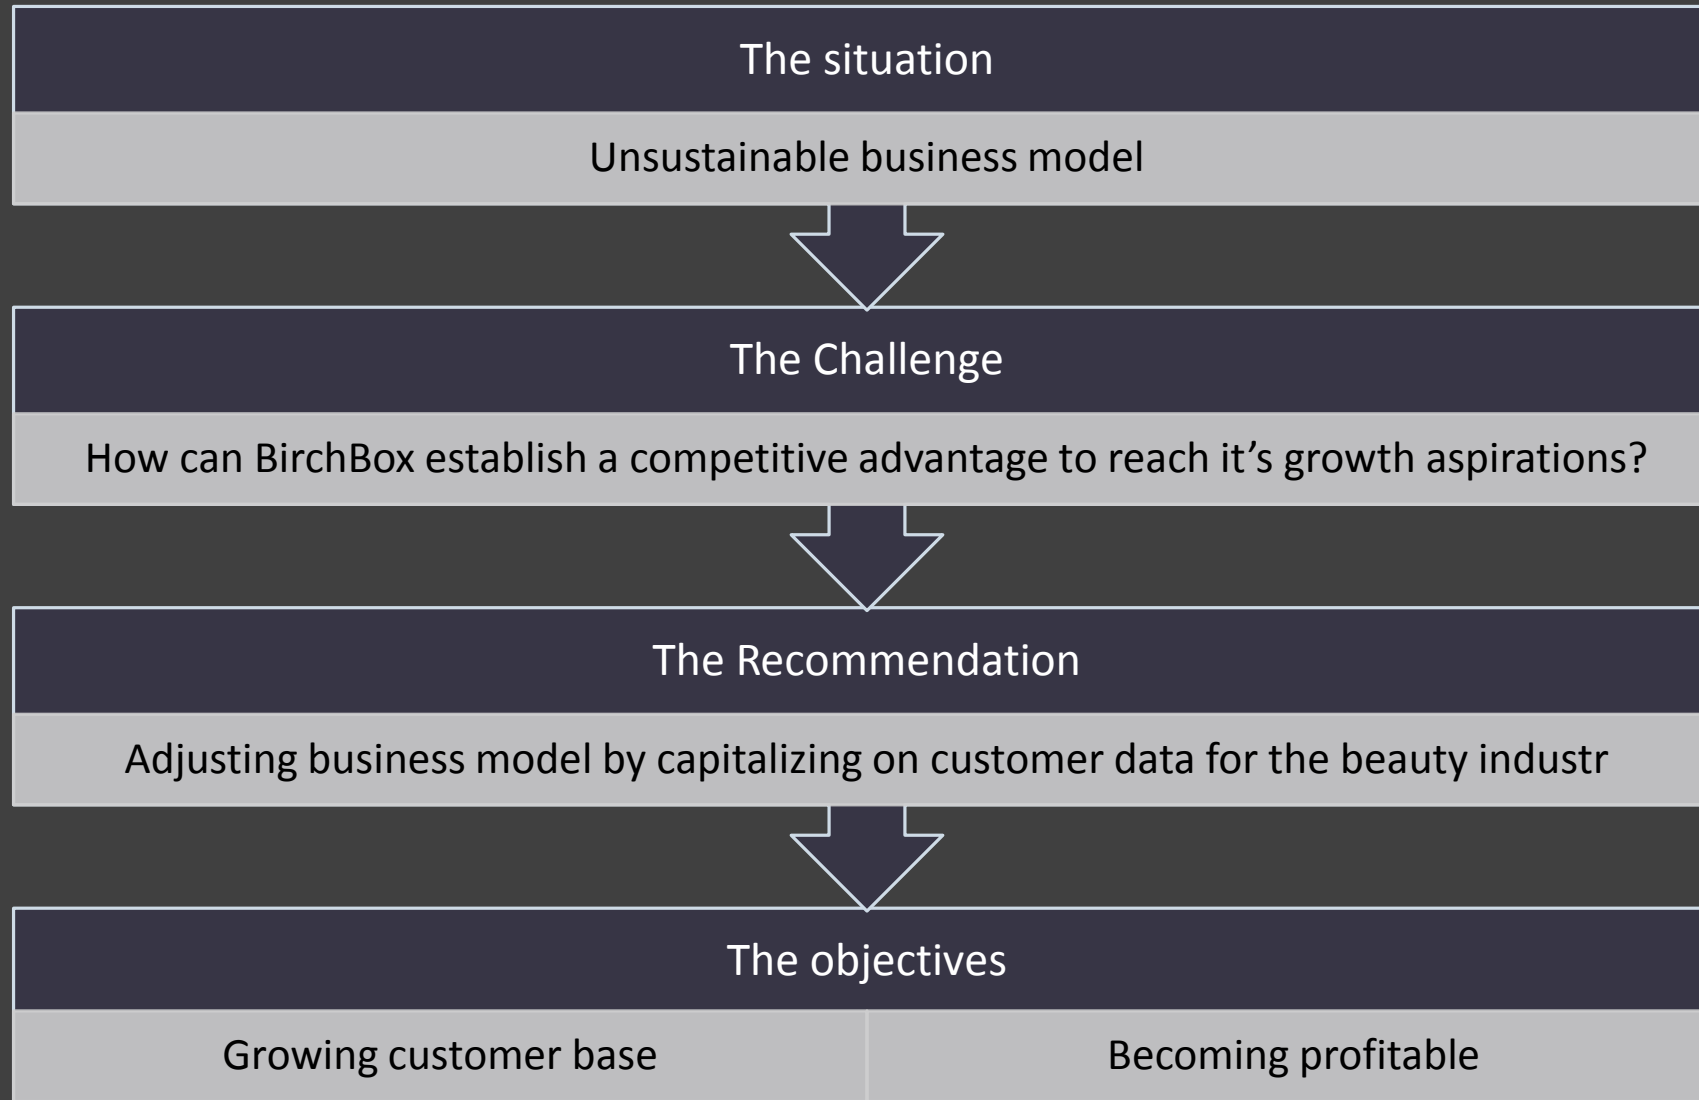 The situation
Unsustainable business model
The Challenge
How can BirchBox establish a competitive advantage to reach it’s growth aspirations?
The Recommendation
Adjusting business model by capitalizing on customer data for the beauty industr
The objectives
Growing customer base
Becoming profitable